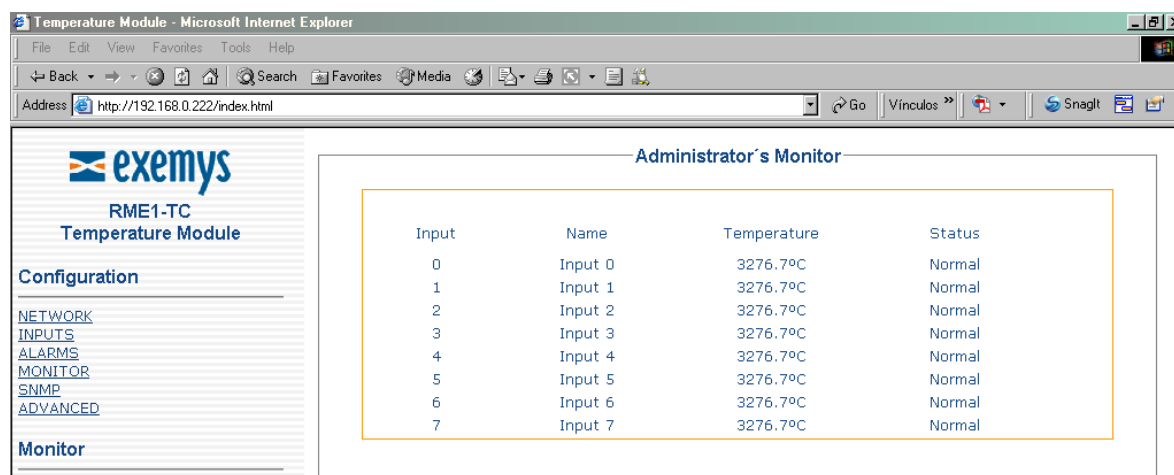 Temperature Module - Microsoft Internet Explorer
File Edit View Favorites Tools Help
Back Search Favorites Media
Address http://192.168.0.222/index.html Go Vínculos » SnagIt
exemys
RME1-TC
Temperature Module
Configuration
NETWORK
INPUTS
ALARMS
MONITOR
SNMP
ADVANCED
Monitor
Administrator´s Monitor
Input Name Temperature Status
0 Input 0 3276.7ºC Normal
1 Input 1 3276.7ºC Normal
2 Input 2 3276.7ºC Normal
3 Input 3 3276.7ºC Normal
4 Input 4 3276.7ºC Normal
5 Input 5 3276.7ºC Normal
6 Input 6 3276.7ºC Normal
7 Input 7 3276.7ºC Normal